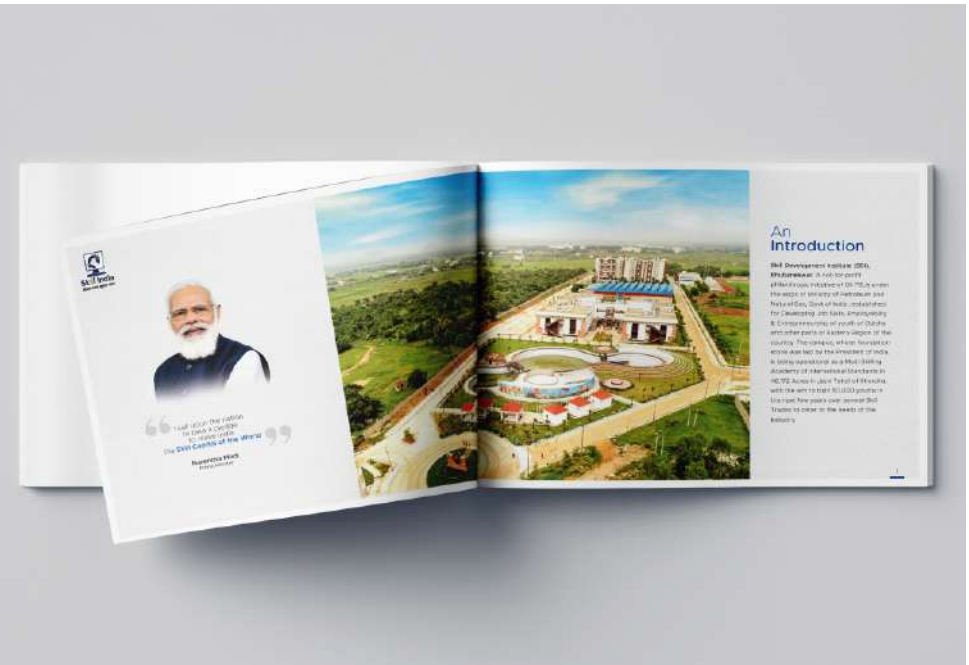 Skill India
I call upon the nation
to take a pledge
to make India
The Skill Capital of the World
Narendra Modi
Prime Minister
An
Introduction
Skill Development Institute (SDI),
Bhubaneswar: A not-for-profit
philanthropic initiative of Oil PSUs under
the aegis of Ministry of Petroleum and
Natural Gas, Govt of India, established
for Developing Job Skills, Employability
& Entrepreneurship of youth of Odisha
and other parts of Eastern Region of the
country. The campus, whose foundation
stone was laid by the President of India,
is being operational as a Multi-Skilling
Academy of International Standards in
Acres in Jatni Tehsil of Khordha,
with the aim to train 50,000 youths in
the next few years over several Skill
Trades to cater to the needs of the
Industry.
1